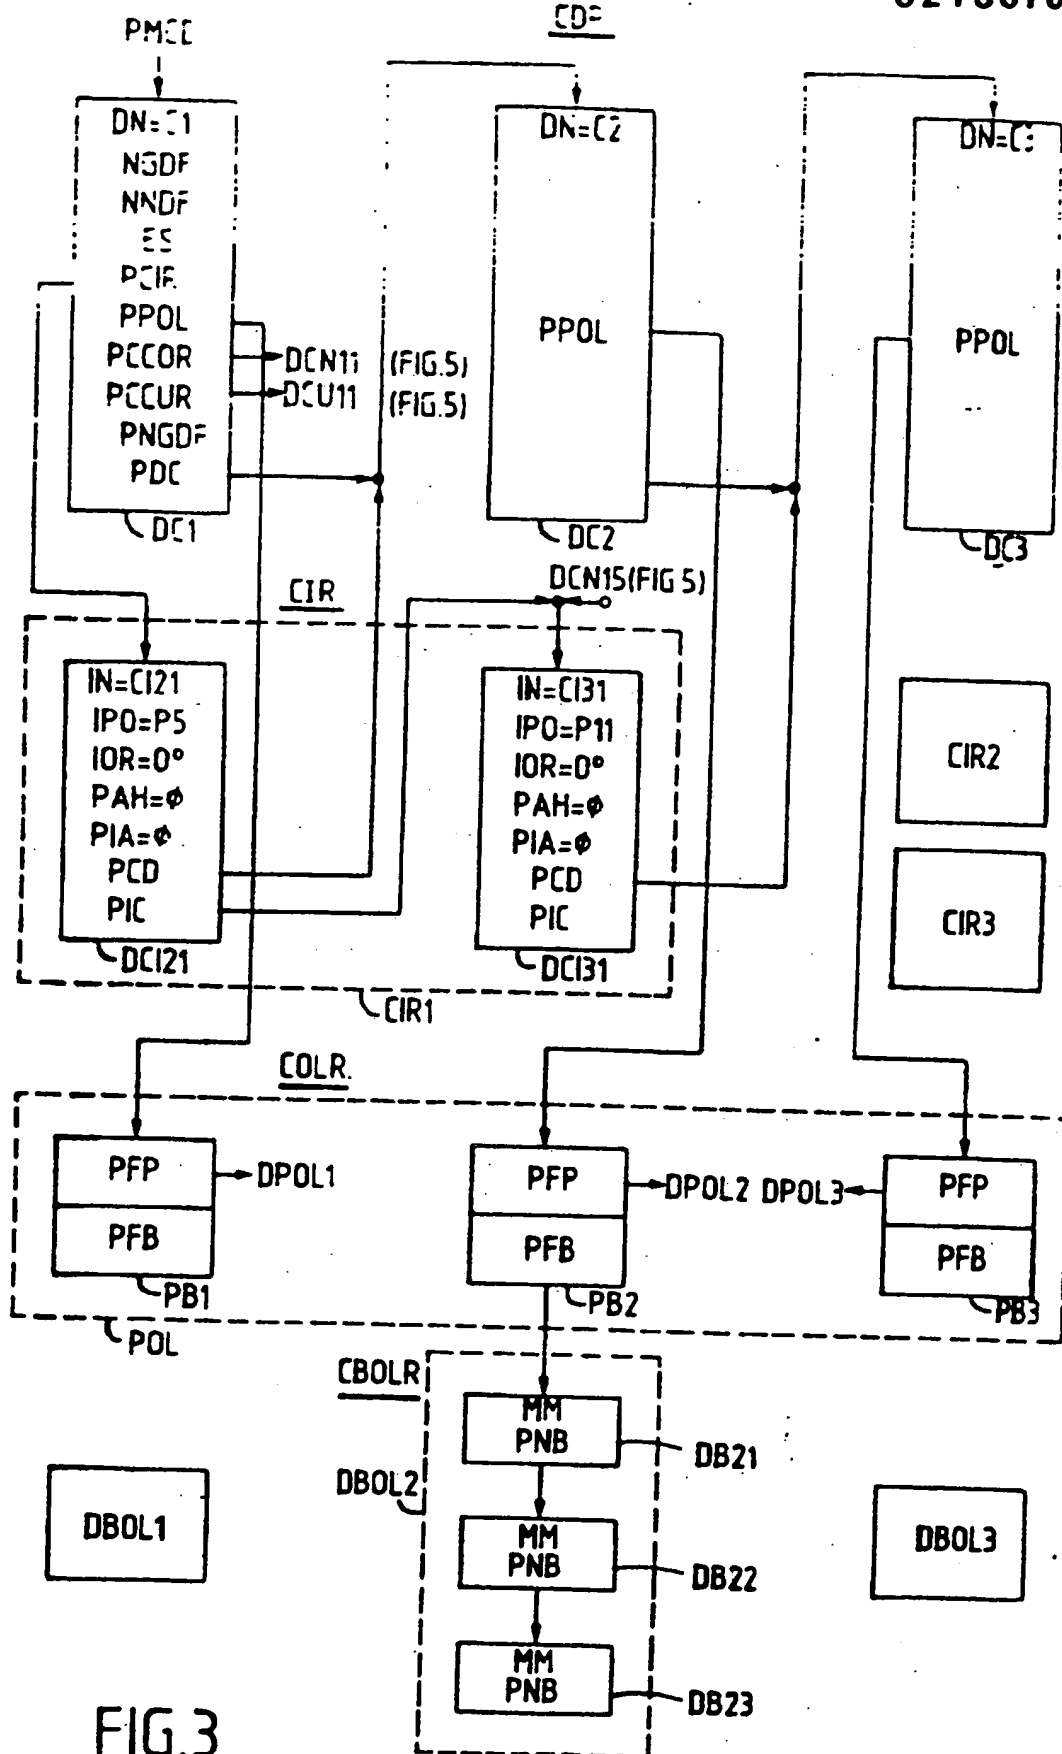 CDF
DN=C1
NGDF
NNDF
ES
PCIR
PPOL
PCCOR
PCCUR
PNGDF
PDC
DC1
DCN11 (FIG.5)
DCU11 (FIG.5)
DN=C2
PPOL
DC2
PPOL
DC3
DCN15(FIG 5)
CIR
IN=CI21
IPO=P5
IOR=0°
PAH=ϕ
PIA=ϕ
PCD
PIC
DCI21
IN=CI31
IPO=P11
IOR=0°
PAH=ϕ
PIA=ϕ
PCD
PIC
DCI31
CIR1
CIR2
CIR3
COLR.
PFP
PFB
PB1
DPOL1
PFP
PFB
PB2
DPOL2
DPOL3
PFP
PFB
PB3
POL
CBOLR
DBOL2
MM
PNB
DB21
MM
PNB
DB22
MM
PNB
DB23
DBOL1
DBOL3
FIG.3